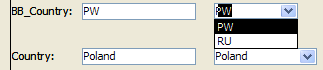 BB_Country: PW PW
PW
RU
Country: Poland Poland